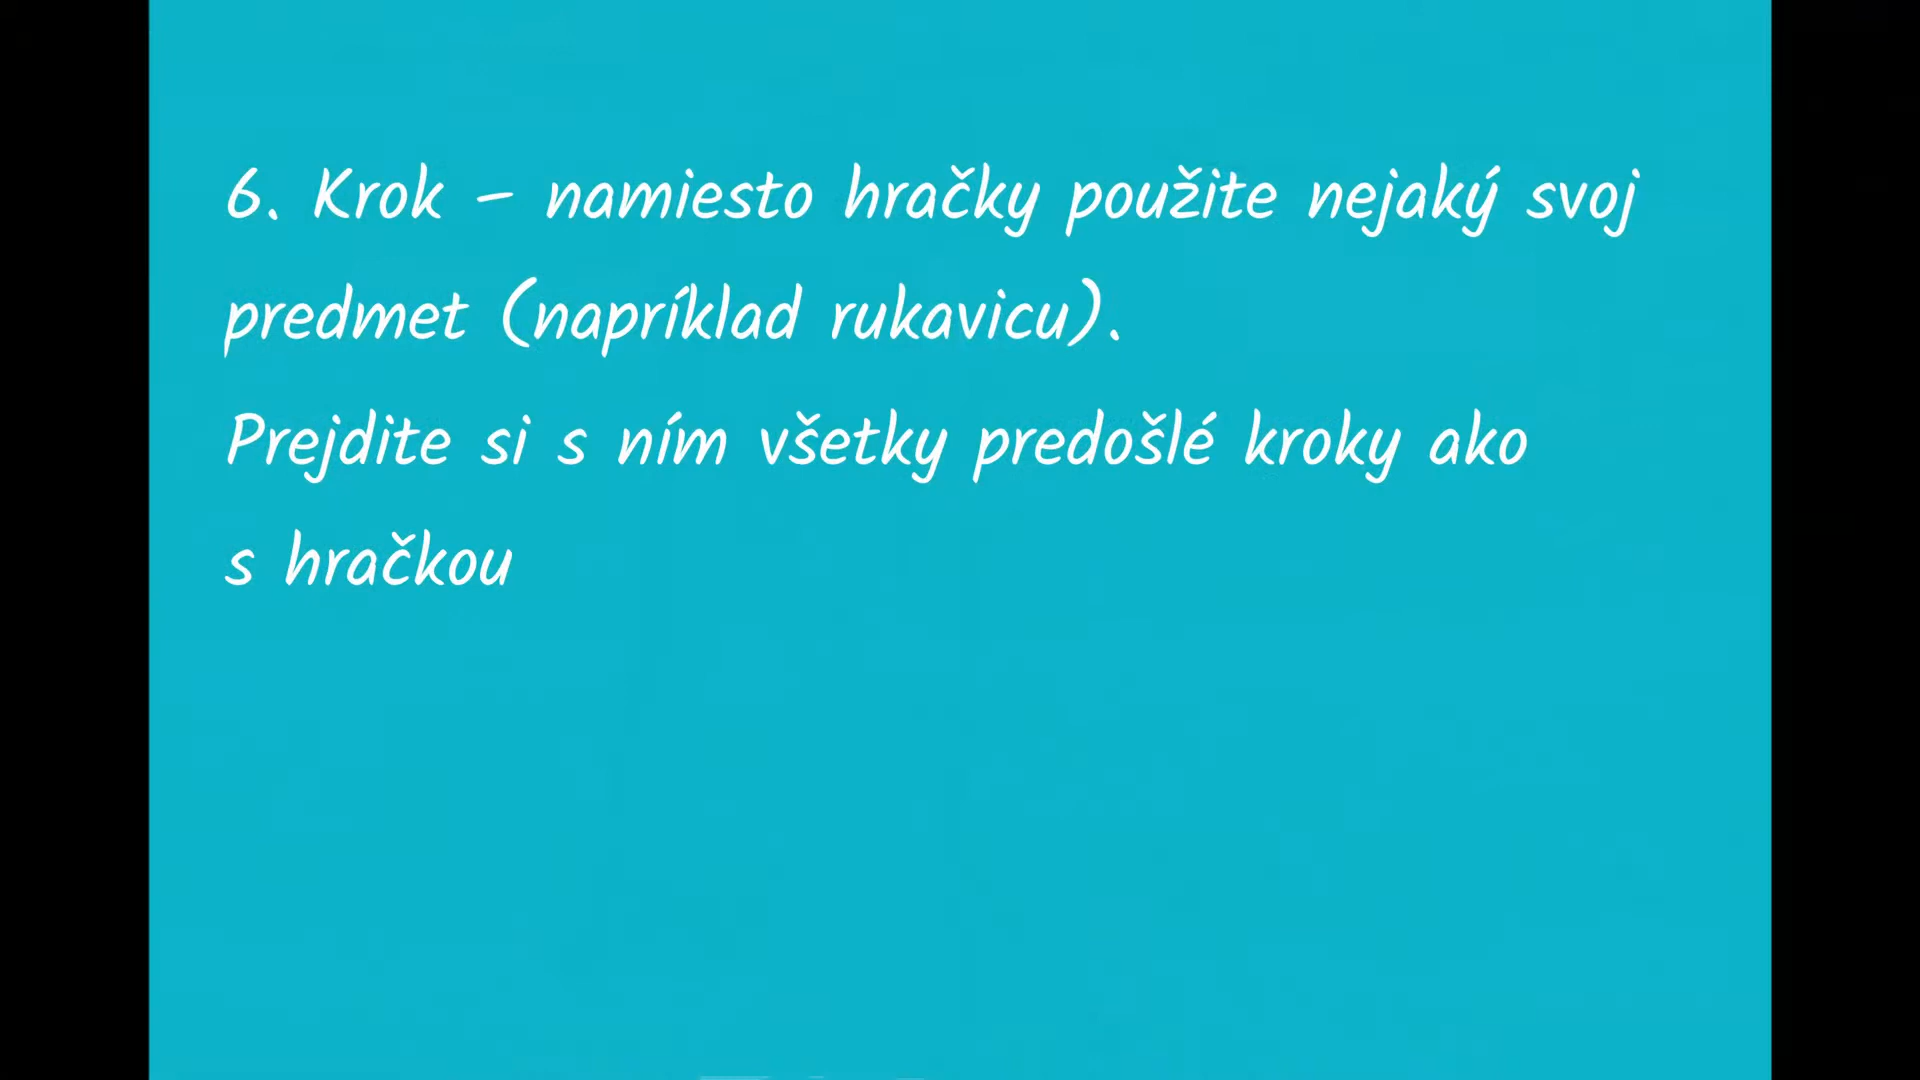 6. Krok – namiesto hračky použite nejaký svoj
predmet (napríklad rukavicu).
Prejdite si s ním všetky predošlé kroky ako
s hračkou